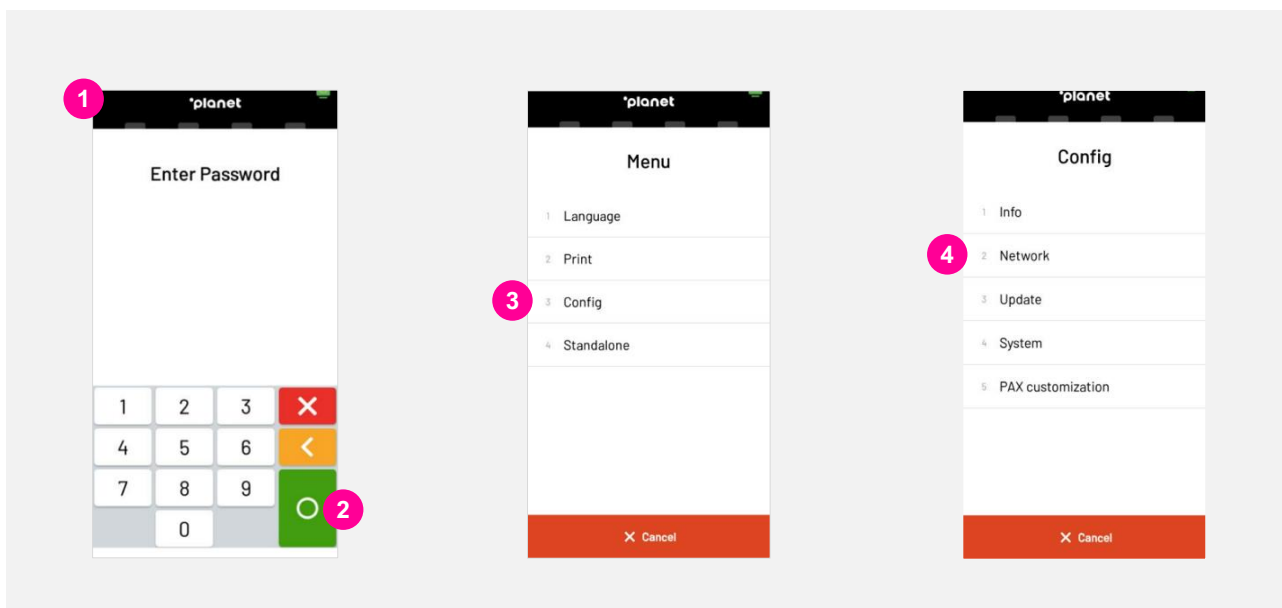 1
planet
Enter Password
1 2 3
4 5 6
7 8 9
0
2
planet
Menu
1 Language
2 Print
3
3 Config
4 Standalone
Cancel
planet
Config
1 Info
4
2 Network
3 Update
4 System
5 PAX customization
Cancel